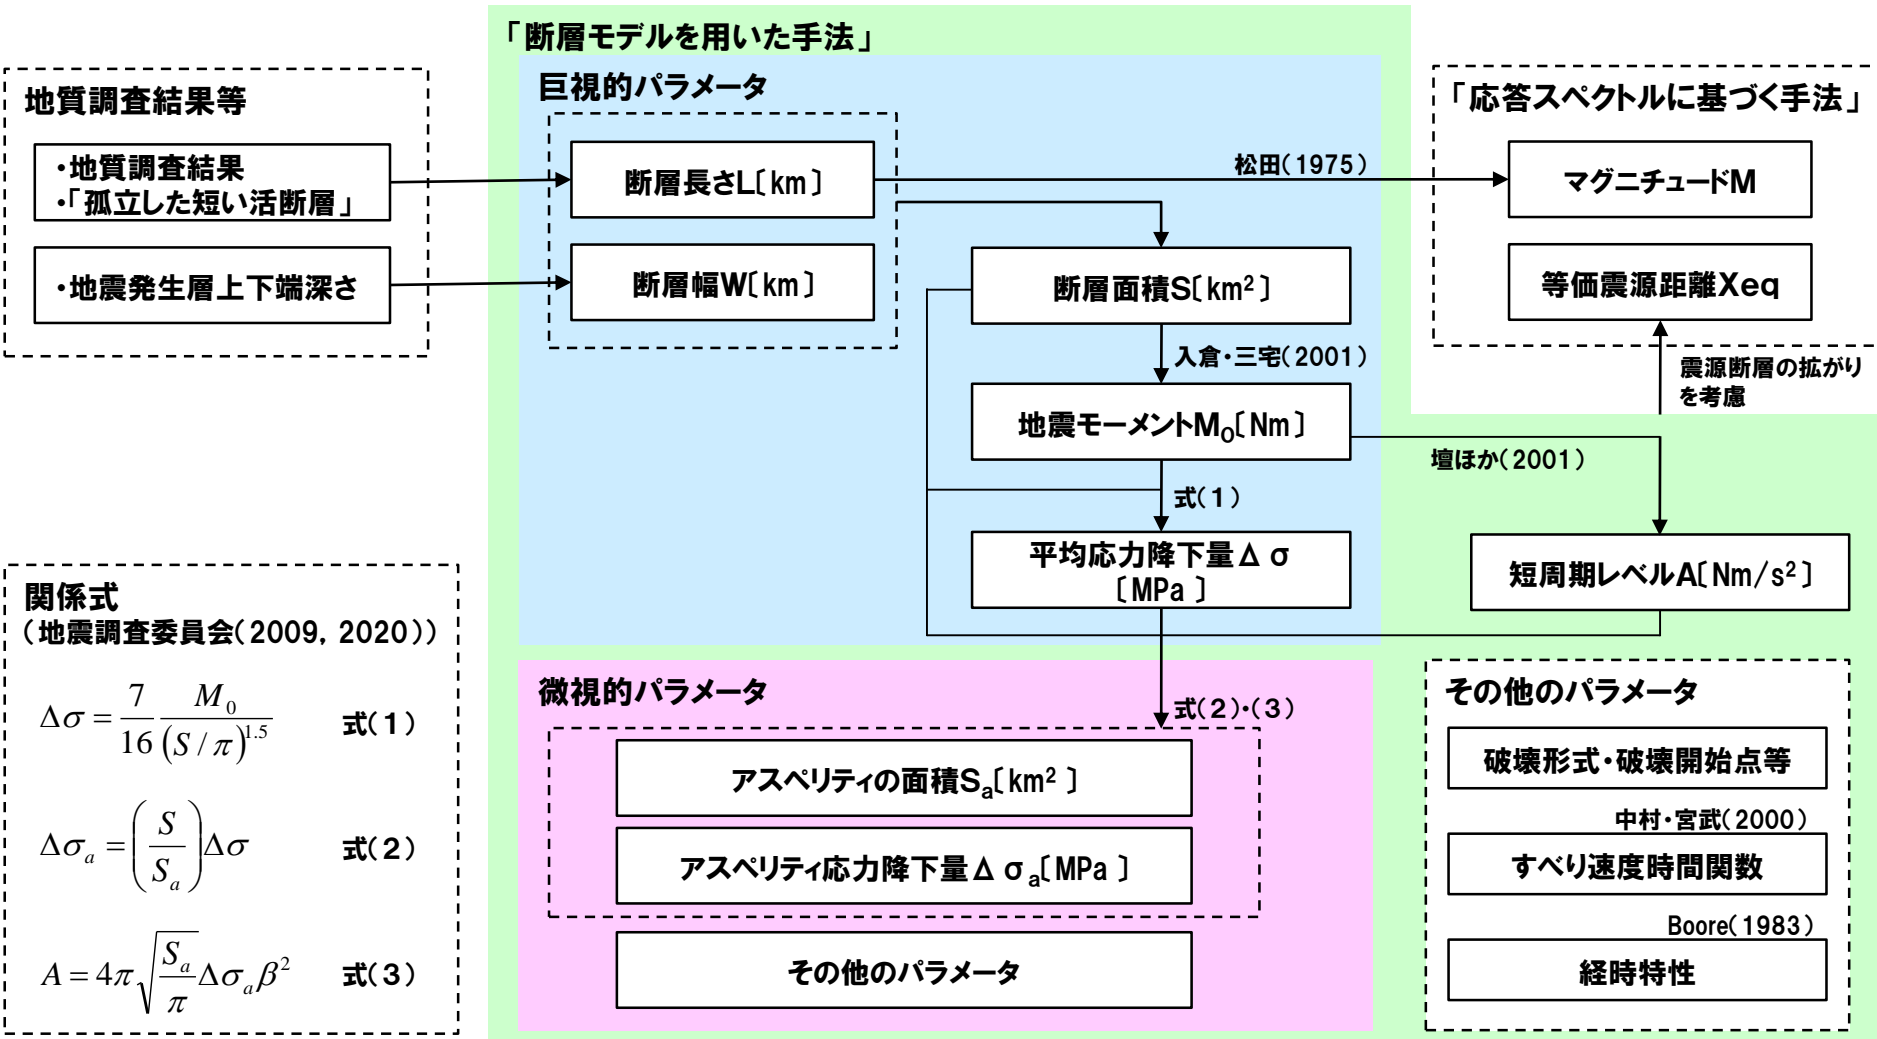 「断層モデルを用いた手法」
地質調査結果等
・地質調査結果
・「孤立した短い活断層」
・地震発生層上下端深さ
巨視的パラメータ
断層長さL〔km〕
断層幅W〔km〕
松田(1975)
断層面積S〔km²〕
入倉・三宅(2001)
地震モーメントM₀〔Nm〕
式(1)
平均応力降下量Δσ
〔MPa〕
「応答スペクトルに基づく手法」
マグニチュードM
等価震源距離Xeq
震源断層の拡がり
を考慮
壇ほか(2001)
短周期レベルA〔Nm/s²〕
関係式
(地震調査委員会(2009, 2020))
Δσ = 7/16 M₀/(S/π)^1.5 式(1)
Δσₐ = (S/Sₐ)Δσ 式(2)
A = 4π√(Sₐ/π) Δσₐβ² 式(3)
微視的パラメータ
式(2)・(3)
アスペリティの面積Sₐ〔km²〕
アスペリティ応力降下量Δσₐ〔MPa〕
その他のパラメータ
その他のパラメータ
破壊形式・破壊開始点等
中村・宮武(2000)
すべり速度時間関数
Boore(1983)
経時特性